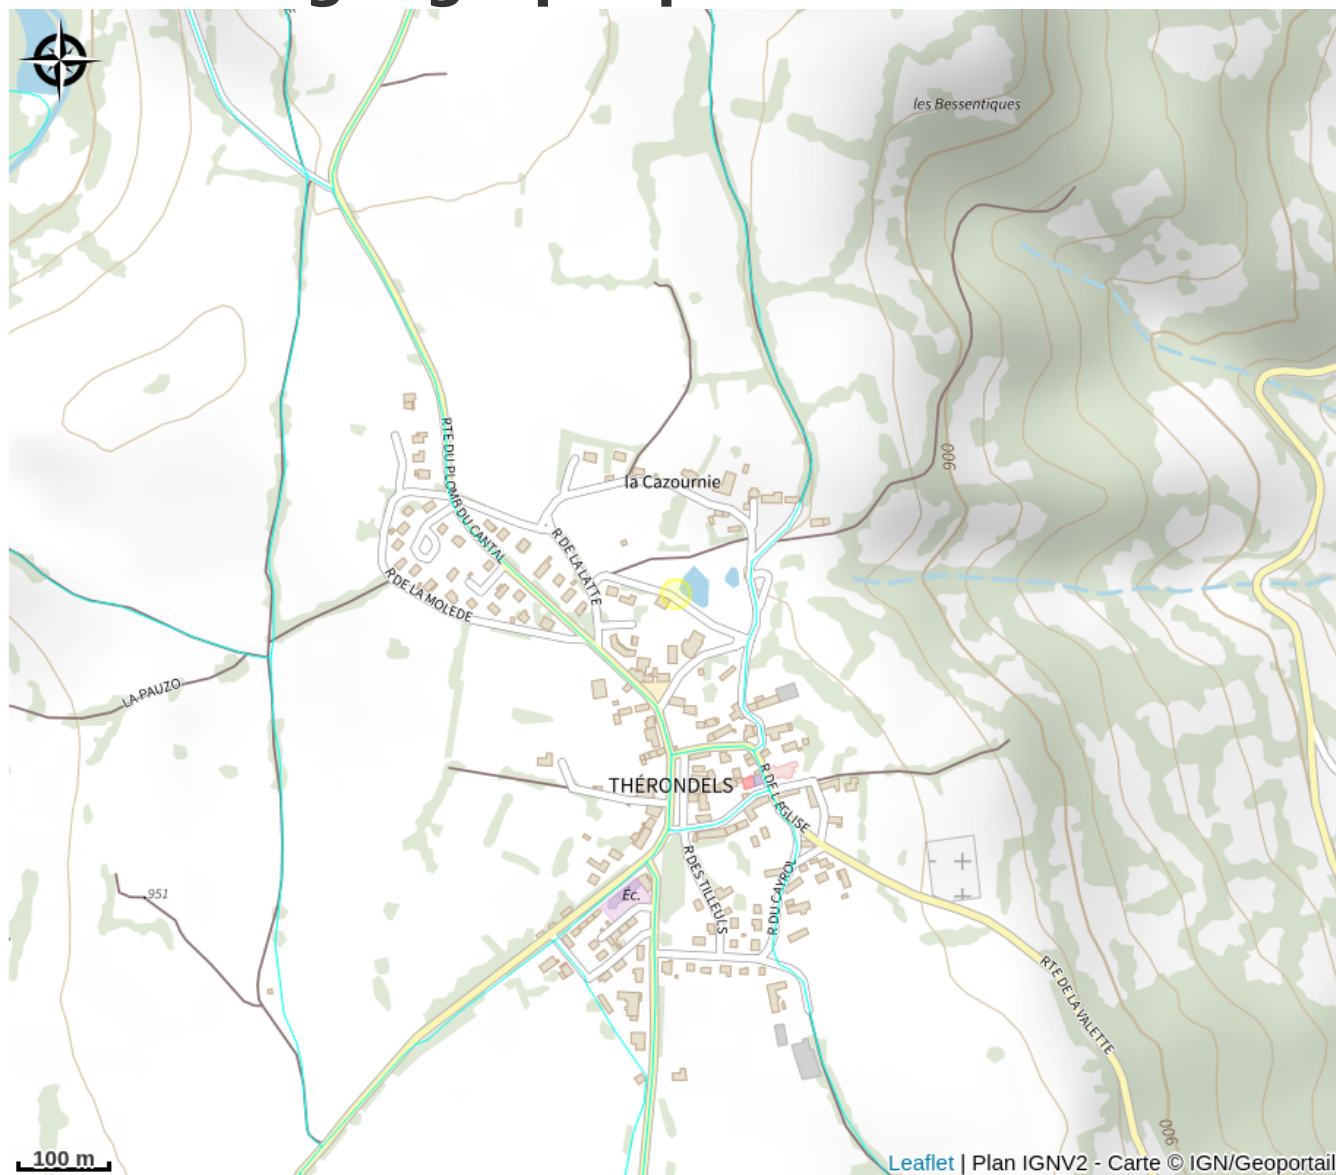 les Bessentiques
RTE DU PLOMB DU CANTAL
900
la Cazournie
R DE LA LATTE
R DE LA MOLEDE
LA PAUZO
THÉRONDELS
R DE L'EGLISE
951
Éc.
R DES TILLEULS
R DU CAYROL
RTE DE LA VALETTE
900
100 m
Leaflet | Plan IGNV2 - Carte © IGN/Geoportail